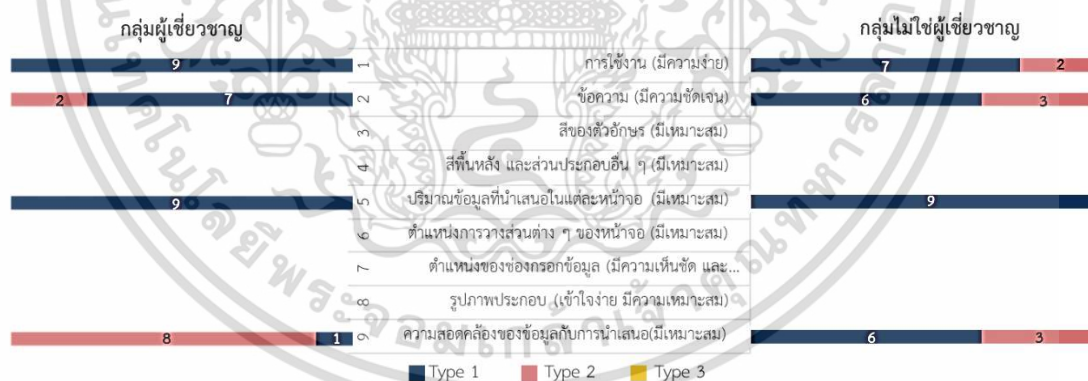 กลุ่มผู้เชี่ยวชาญ
กลุ่มไม่ใช่ผู้เชี่ยวชาญ
9 1 การใช้งาน (มีความง่าย) 7 2
2 7 2 ข้อความ (มีความชัดเจน) 6 3
3 สีของตัวอักษร (มีเหมาะสม)
4 สีพื้นหลัง และส่วนประกอบอื่น ๆ (มีเหมาะสม)
9 5 ปริมาณข้อมูลที่นำเสนอในแต่ละหน้าจอ (มีเหมาะสม) 9
6 ตำแหน่งการวางส่วนต่าง ๆ ของหน้าจอ (มีเหมาะสม)
7 ตำแหน่งของช่องกรอกข้อมูล (มีความเห็นชัด และ...
8 รูปภาพประกอบ (เข้าใจง่าย มีความเหมาะสม)
8 1 9 ความสอดคล้องของข้อมูลกับการนำเสนอ(มีเหมาะสม) 6 3
Type 1 Type 2 Type 3